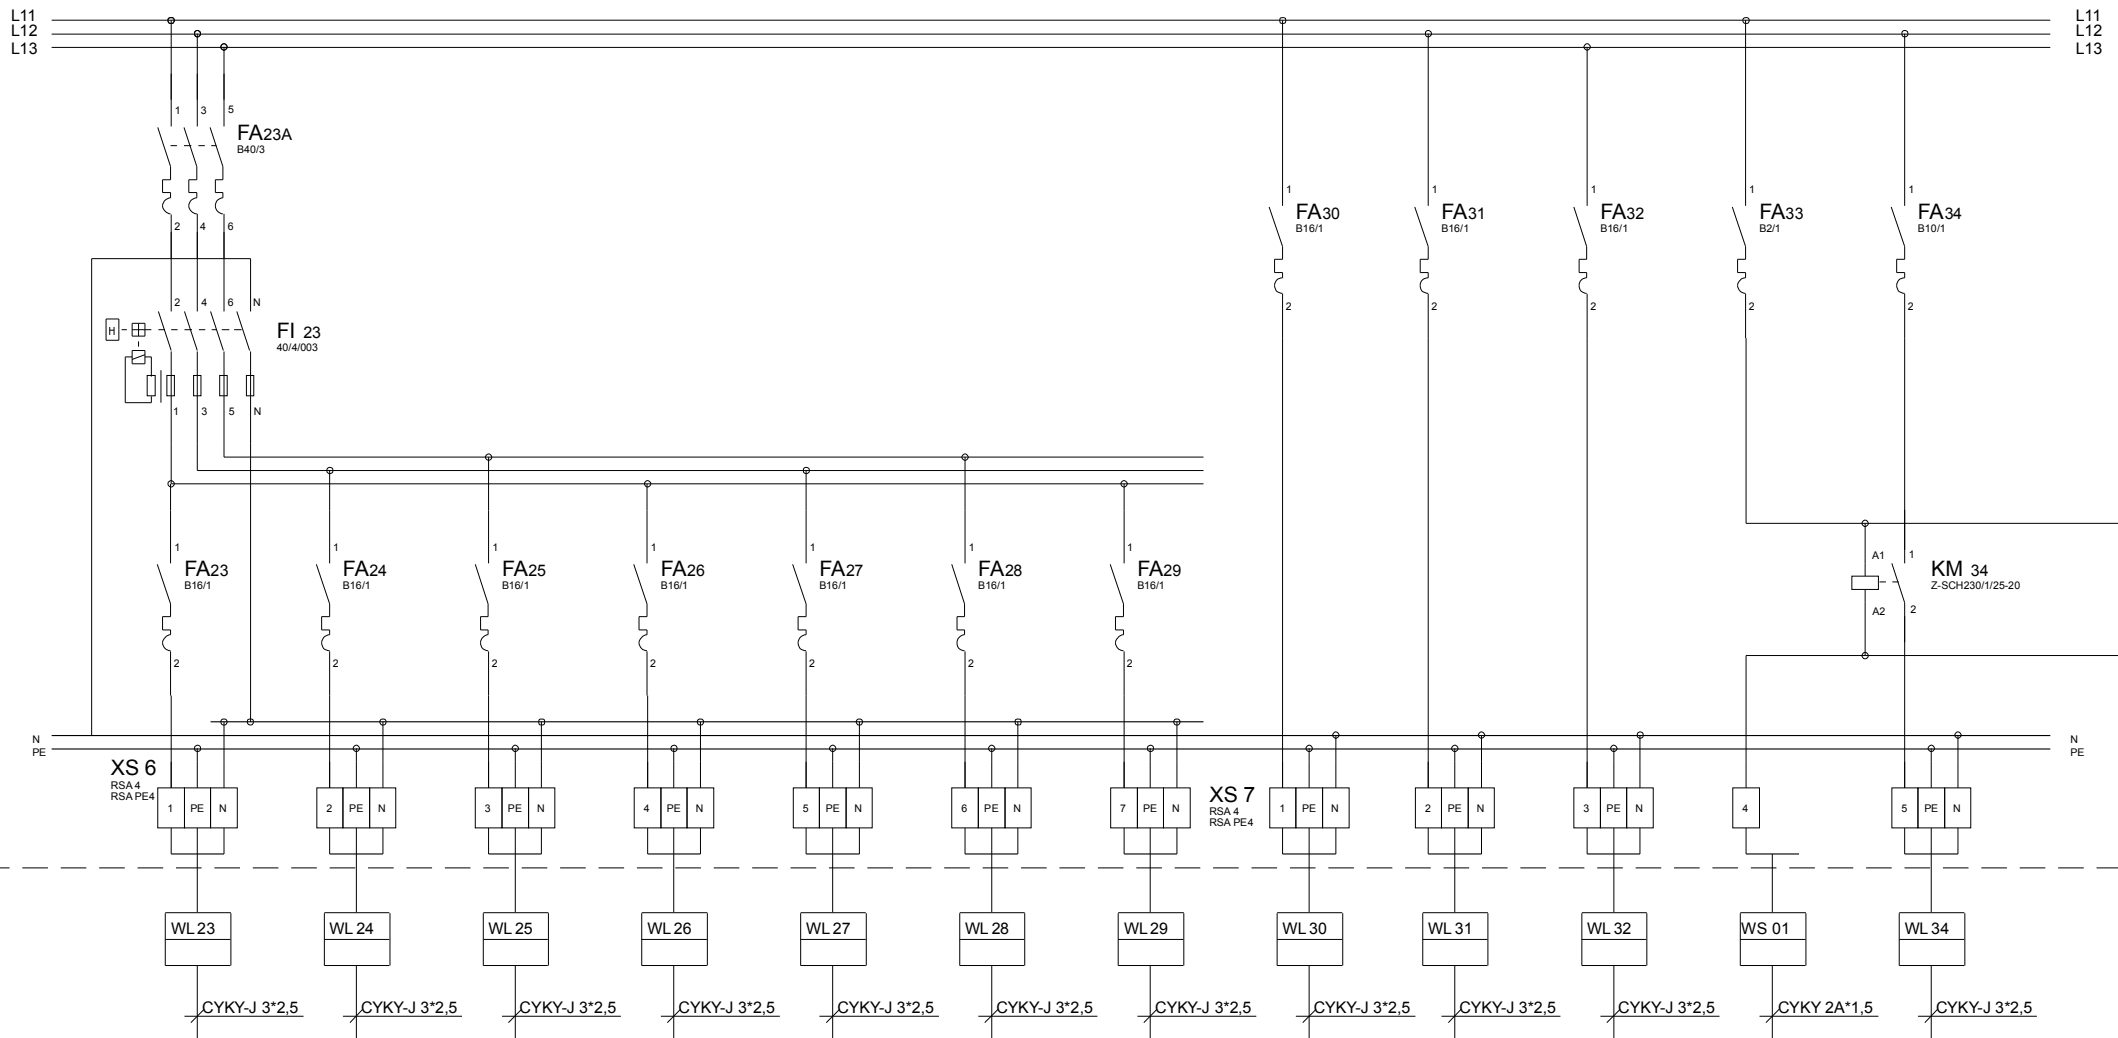 L11 L11
L12 L12
L13 L13
1 3 5
FA23A
B40/3
1 1 1 1 1
FA30 FA31 FA32 FA33 FA34
B16/1 B16/1 B16/1 B2/1 B10/1
2 4 6
2 4 6 N
2 2 2 2 2
H
FI 23
40/4/003
1 3 5 N
1 1 1 1 1 1 1
A1 1
FA23 FA24 FA25 FA26 FA27 FA28 FA29 KM 34
B16/1 B16/1 B16/1 B16/1 B16/1 B16/1 B16/1 Z-SCH230/1/25-20
A2 2
2 2 2 2 2 2 2
N N
PE PE
XS 6
RSA 4
RSA PE4
XS 7
RSA 4
RSA PE4
1 PE N 2 PE N 3 PE N 4 PE N 5 PE N 6 PE N 7 PE N 1 PE N 2 PE N 3 PE N 4 5 PE N
WL 23 WL 24 WL 25 WL 26 WL 27 WL 28 WL 29 WL 30 WL 31 WL 32 WS 01 WL 34
CYKY-J 3*2,5 CYKY-J 3*2,5 CYKY-J 3*2,5 CYKY-J 3*2,5 CYKY-J 3*2,5 CYKY-J 3*2,5 CYKY-J 3*2,5 CYKY-J 3*2,5 CYKY-J 3*2,5 CYKY-J 3*2,5 CYKY 2A*1,5 CYKY-J 3*2,5